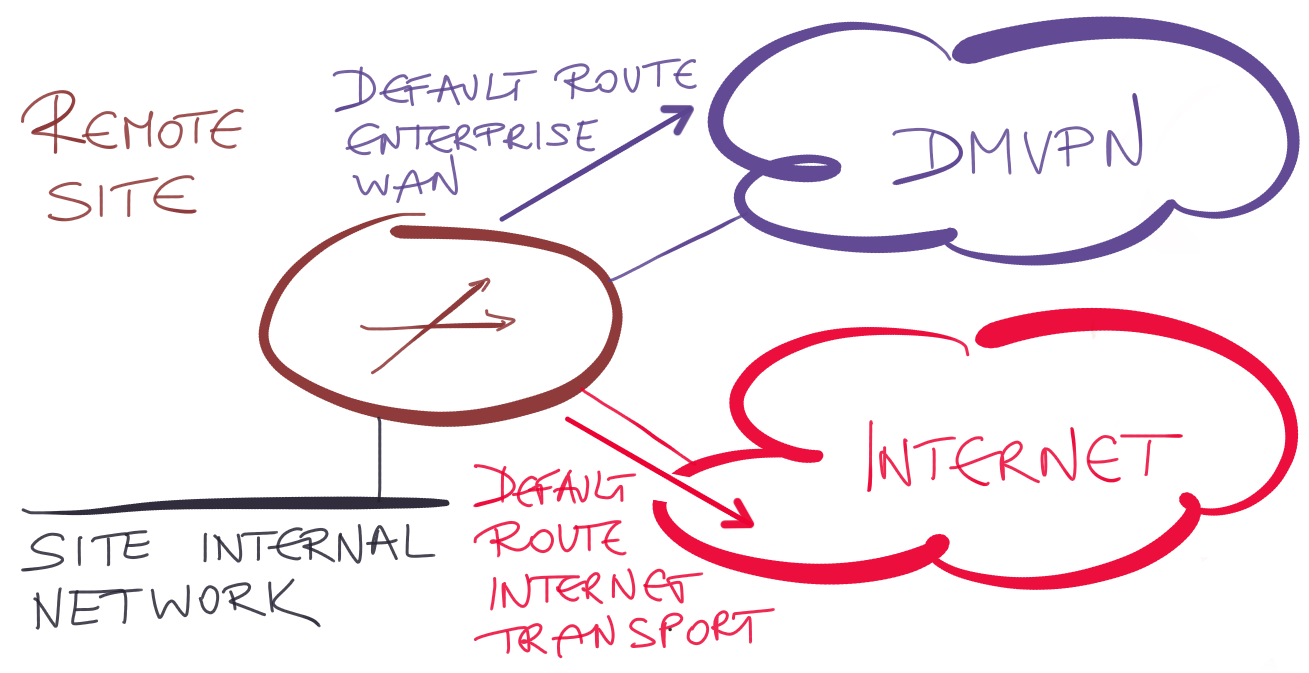 REMOTE
SITE
DEFAULT ROUTE
ENTERPRISE
WAN
DMVPN
INTERNET
DEFAULT
ROUTE
INTERNET
TRANSPORT
SITE INTERNAL
NETWORK